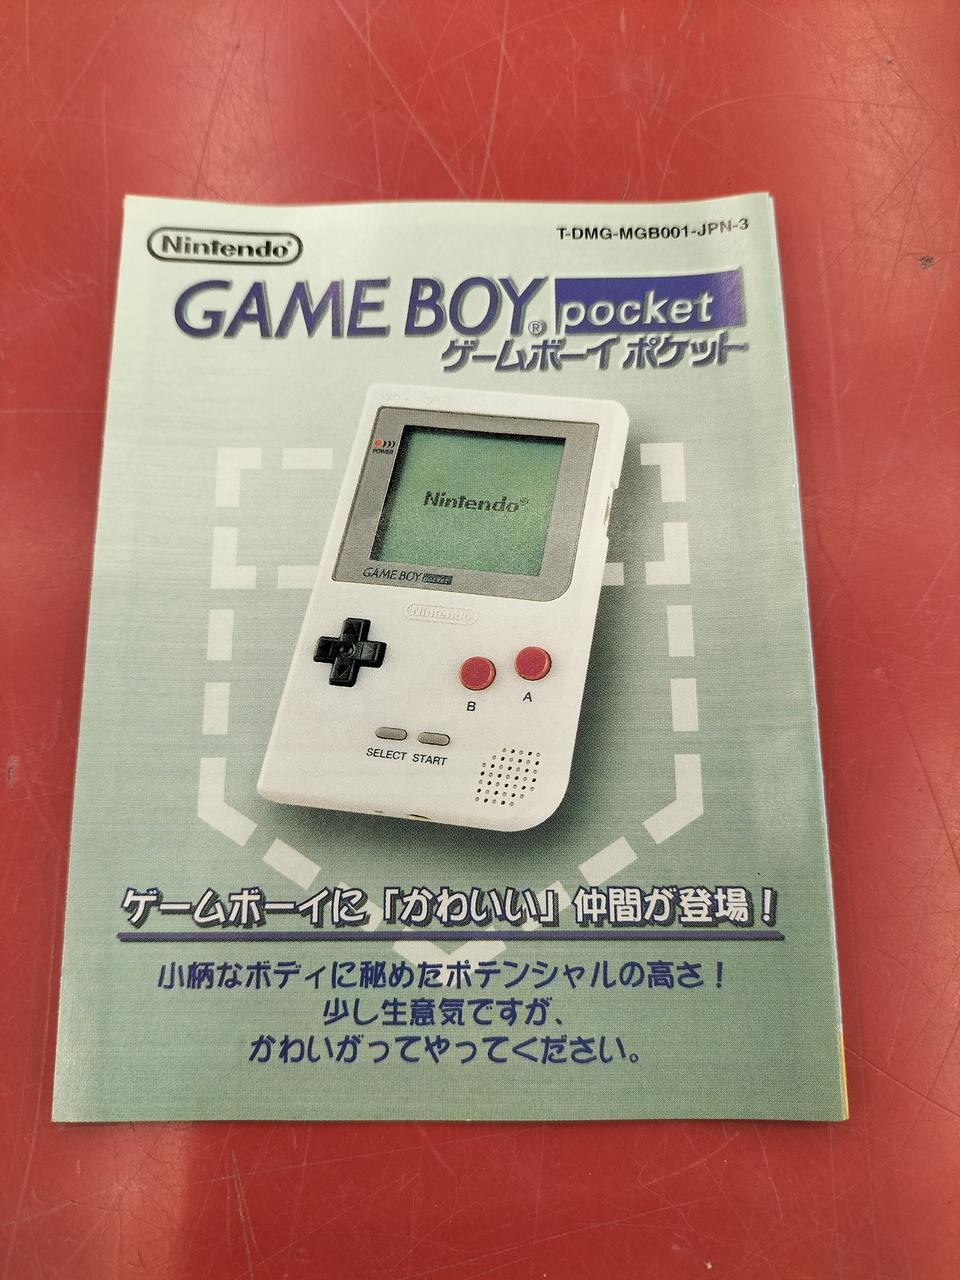 Nintendo®
T-DMG-MGB001-JPN-3
GAME BOY® pocket
ゲームボーイ ポケット
POWER
Nintendo®
GAME BOY pocket
Nintendo
B
A
SELECT START
ゲームボーイに「かわいい」仲間が登場！
小柄なボディに秘めたポテンシャルの高さ！
少し生意気ですが、
かわいがってやってください。